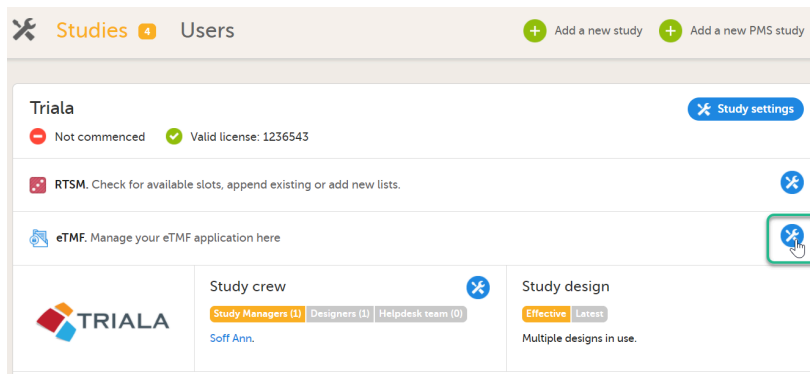 Studies 4 Users Add a new study Add a new PMS study
Triala Study settings
Not commenced Valid license: 1236543
RTSM. Check for available slots, append existing or add new lists.
eTMF. Manage your eTMF application here
TRIALA
Study crew
Study Managers (1) Designers (1) Helpdesk team (0)
Soff Ann.
Study design
Effective Latest
Multiple designs in use.